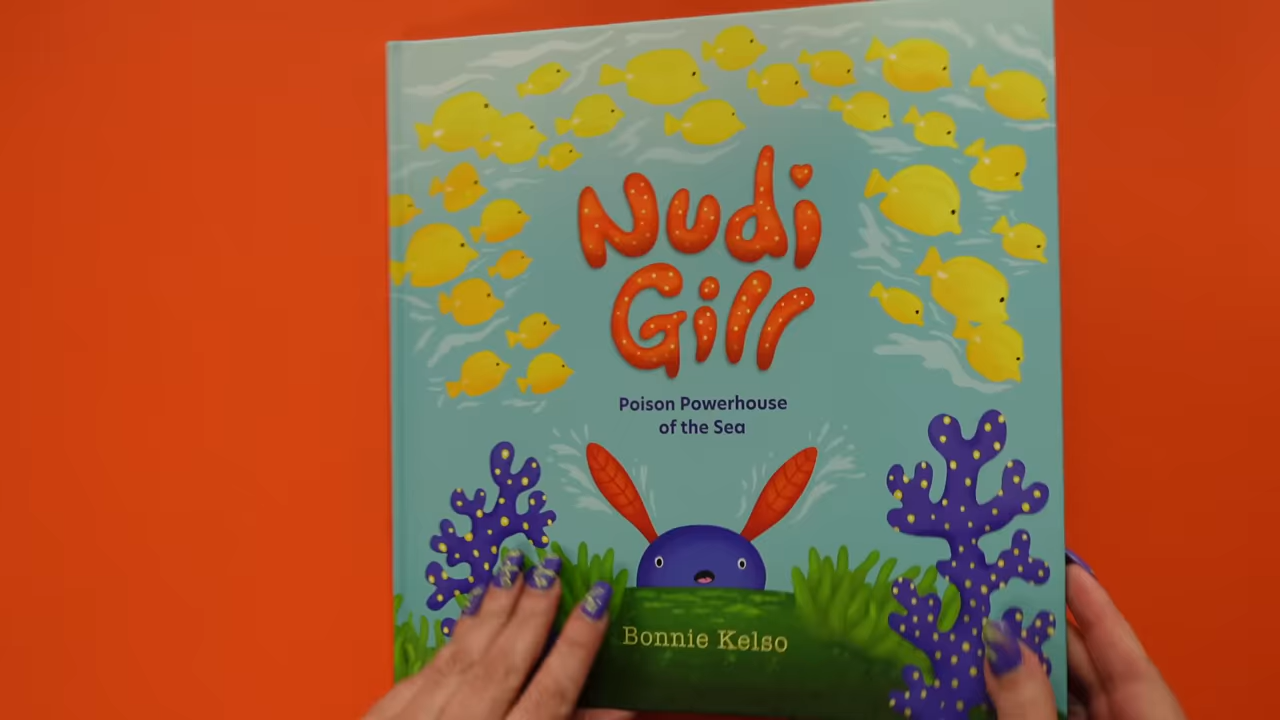 Nudi
Gill
Poison Powerhouse
of the Sea
Bonnie Kelso